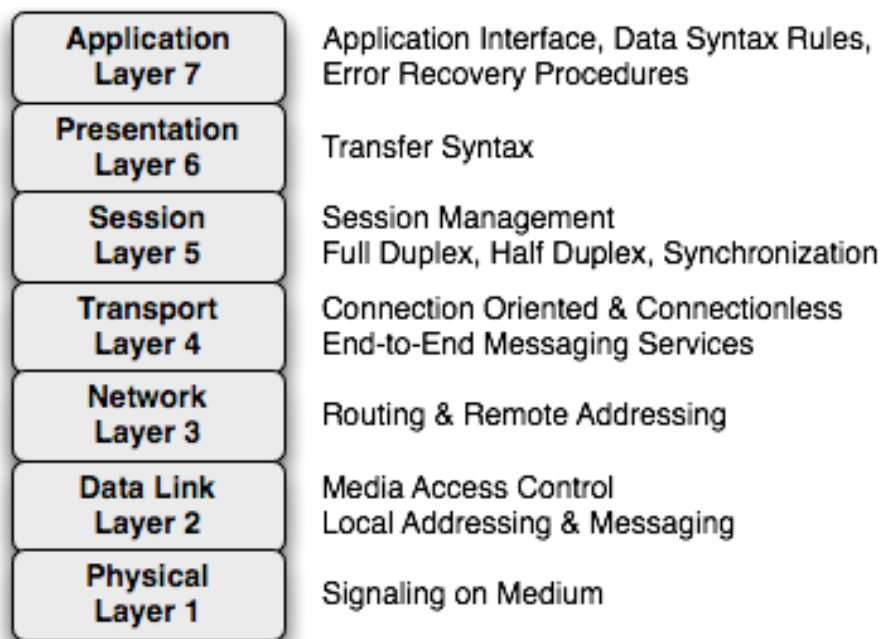 Application
Layer 7
Application Interface, Data Syntax Rules,
Error Recovery Procedures
Presentation
Layer 6
Transfer Syntax
Session
Layer 5
Session Management
Full Duplex, Half Duplex, Synchronization
Transport
Layer 4
Connection Oriented & Connectionless
End-to-End Messaging Services
Network
Layer 3
Routing & Remote Addressing
Data Link
Layer 2
Media Access Control
Local Addressing & Messaging
Physical
Layer 1
Signaling on Medium